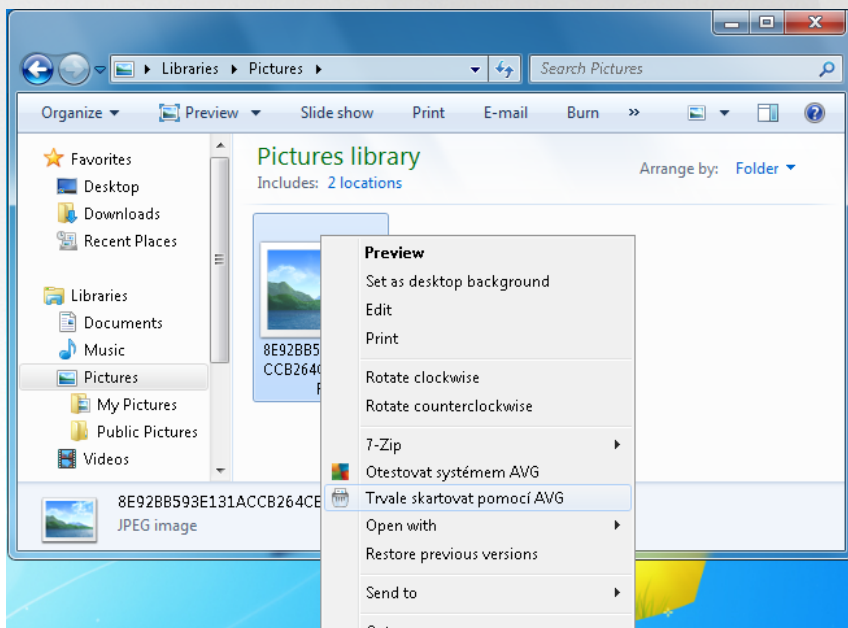 Libraries Pictures
Search Pictures
Organize Preview Slide show Print E-mail Burn »
Favorites
Desktop
Downloads
Recent Places
Libraries
Documents
Music
Pictures
My Pictures
Public Pictures
Videos
Pictures library
Includes: 2 locations
Arrange by: Folder
8E92BB5
CCB264
Preview
Set as desktop background
Edit
Print
Rotate clockwise
Rotate counterclockwise
7-Zip
Otestovat systémem AVG
Trvale skartovat pomocí AVG
Open with
Restore previous versions
Send to
8E92BB593E131ACCB264CE
JPEG image